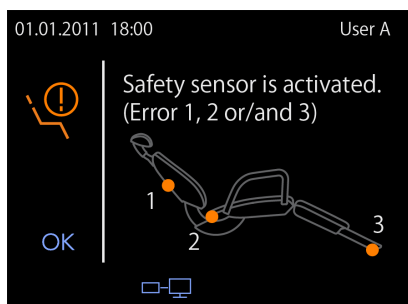 01.01.2011 18:00 User A
Safety sensor is activated.
(Error 1, 2 or/and 3)
1
2
3
OK